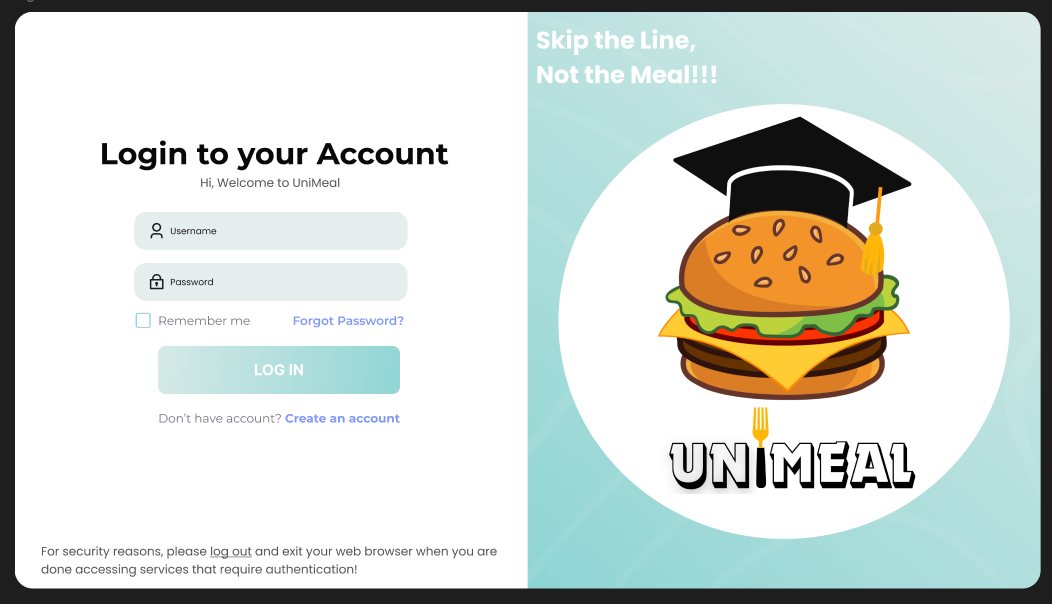 Login to your Account
Hi, Welcome to UniMeal
Username
Password
Remember me
Forgot Password?
LOG IN
Don't have account? Create an account
For security reasons, please log out and exit your web browser when you are
done accessing services that require authentication!
Skip the Line,
Not the Meal!!!
UNIMEAL